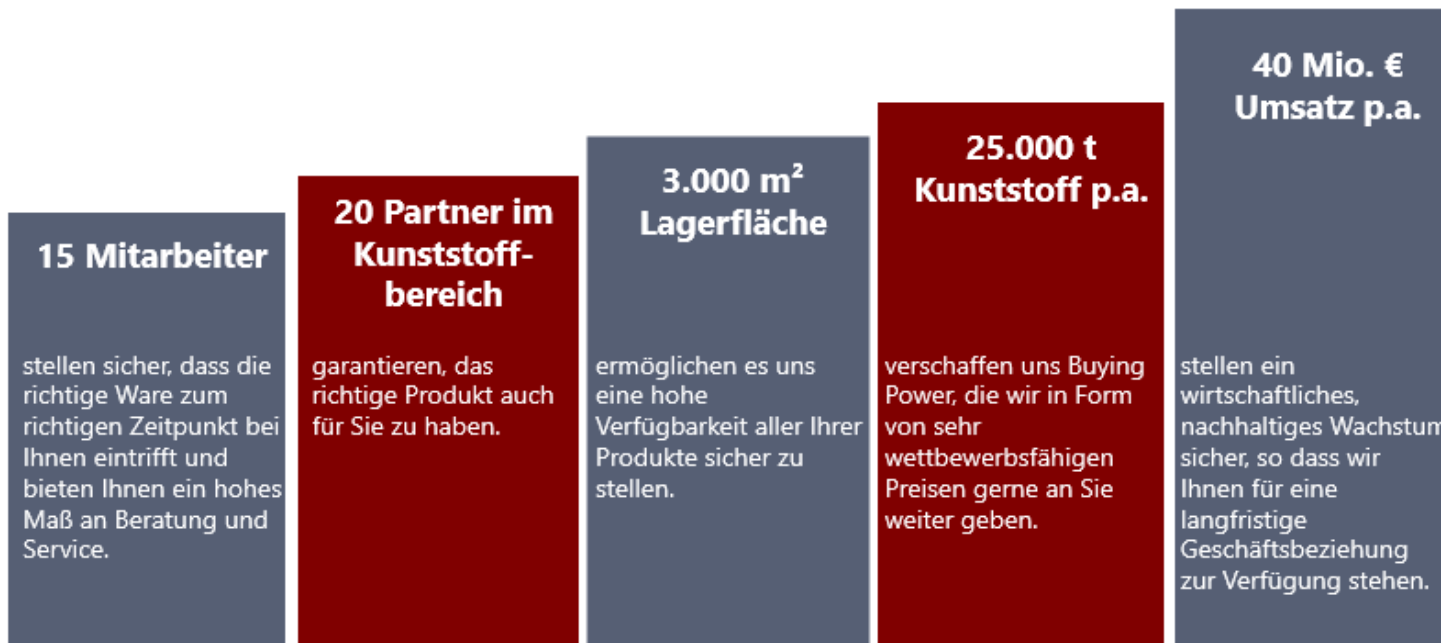 15 Mitarbeiter
stellen sicher, dass die
richtige Ware zum
richtigen Zeitpunkt bei
Ihnen eintrifft und
bieten Ihnen ein hohes
Maß an Beratung und
Service.
20 Partner im
Kunststoff-
bereich
garantieren, das
richtige Produkt auch
für Sie zu haben.
3.000 m²
Lagerfläche
ermöglichen es uns
eine hohe
Verfügbarkeit aller Ihrer
Produkte sicher zu
stellen.
25.000 t
Kunststoff p.a.
verschaffen uns Buying
Power, die wir in Form
von sehr
wettbewerbsfähigen
Preisen gerne an Sie
weiter geben.
40 Mio. €
Umsatz p.a.
stellen ein
wirtschaftliches,
nachhaltiges Wachstum
sicher, so dass wir
Ihnen für eine
langfristige
Geschäftsbeziehung
zur Verfügung stehen.